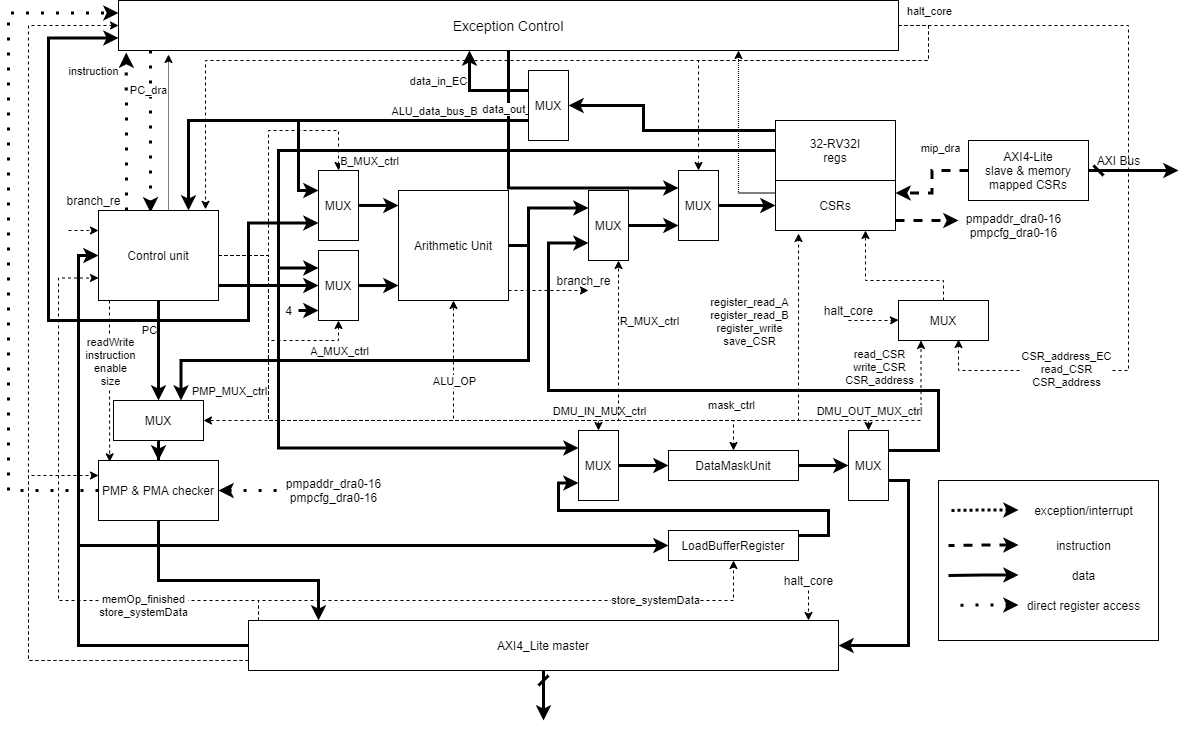 halt_core
Exception Control
instruction
PC_dra
data_in_EC
MUX
ALU_data_bus_B
data_out_
B_MUX_ctrl
32-RV32I
regs
mip_dra
AXI4-Lite
slave & memory
mapped CSRs
AXI Bus
branch_re
MUX
MUX
MUX
CSRs
pmpaddr_dra0-16
pmpcfg_dra0-16
Control unit
Arithmetic Unit
MUX
branch_re
4
PC
readWrite
instruction
enable
size
A_MUX_ctrl
R_MUX_ctrl
register_read_A
register_read_B
register_write
save_CSR
halt_core
MUX
ALU_OP
read_CSR
write_CSR
CSR_address
CSR_address_EC
read_CSR
CSR_address
PMP_MUX_ctrl
MUX
DMU_IN_MUX_ctrl
mask_ctrl
DMU_OUT_MUX_ctrl
MUX
DataMaskUnit
MUX
PMP & PMA checker
pmpaddr_dra0-16
pmpcfg_dra0-16
LoadBufferRegister
exception/interrupt
instruction
data
direct register access
memOp_finished
store_systemData
store_systemData
halt_core
AXI4_Lite master